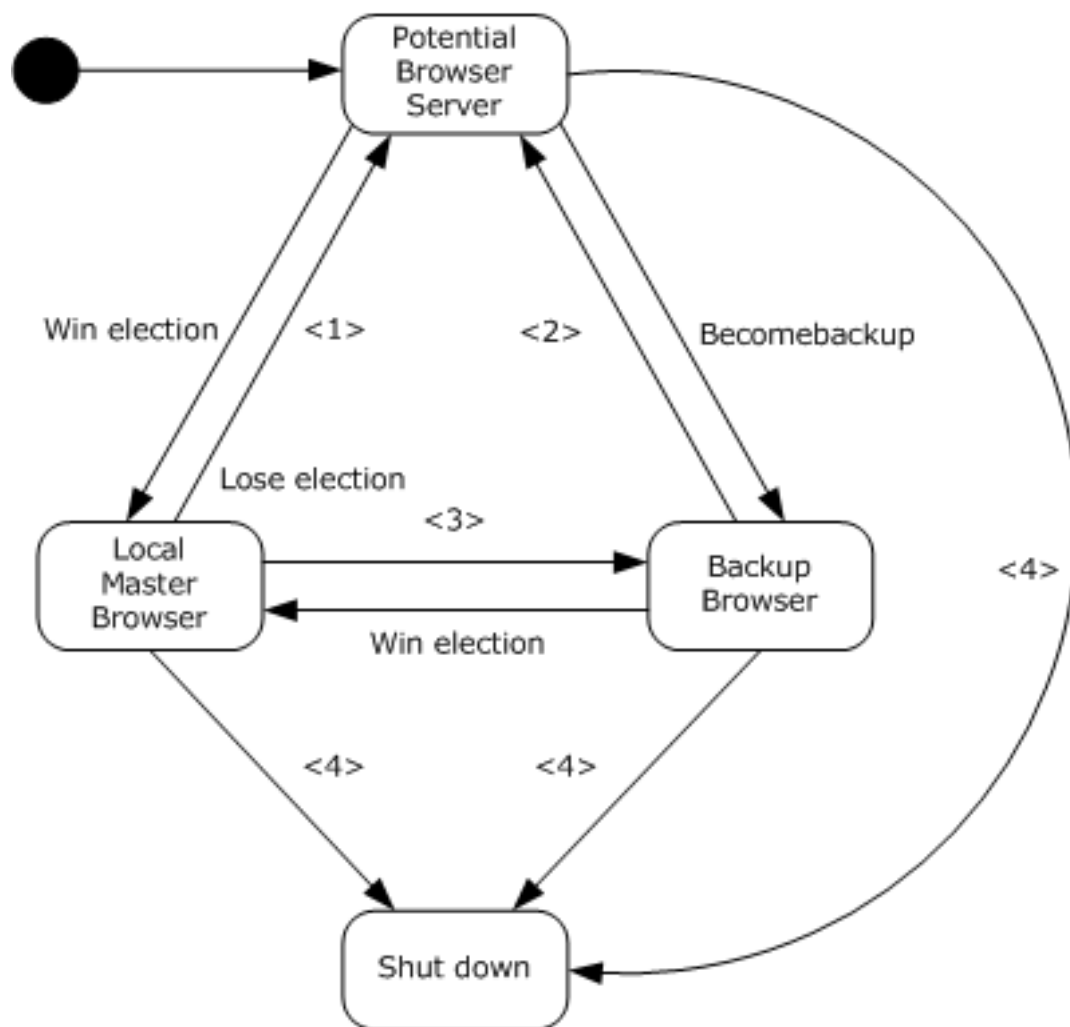 Potential
Browser
Server
Win election
<1>
<2>
Becomebackup
Lose election
<3>
Local
Master
Browser
Backup
Browser
<4>
Win election
<4>
<4>
Shut down